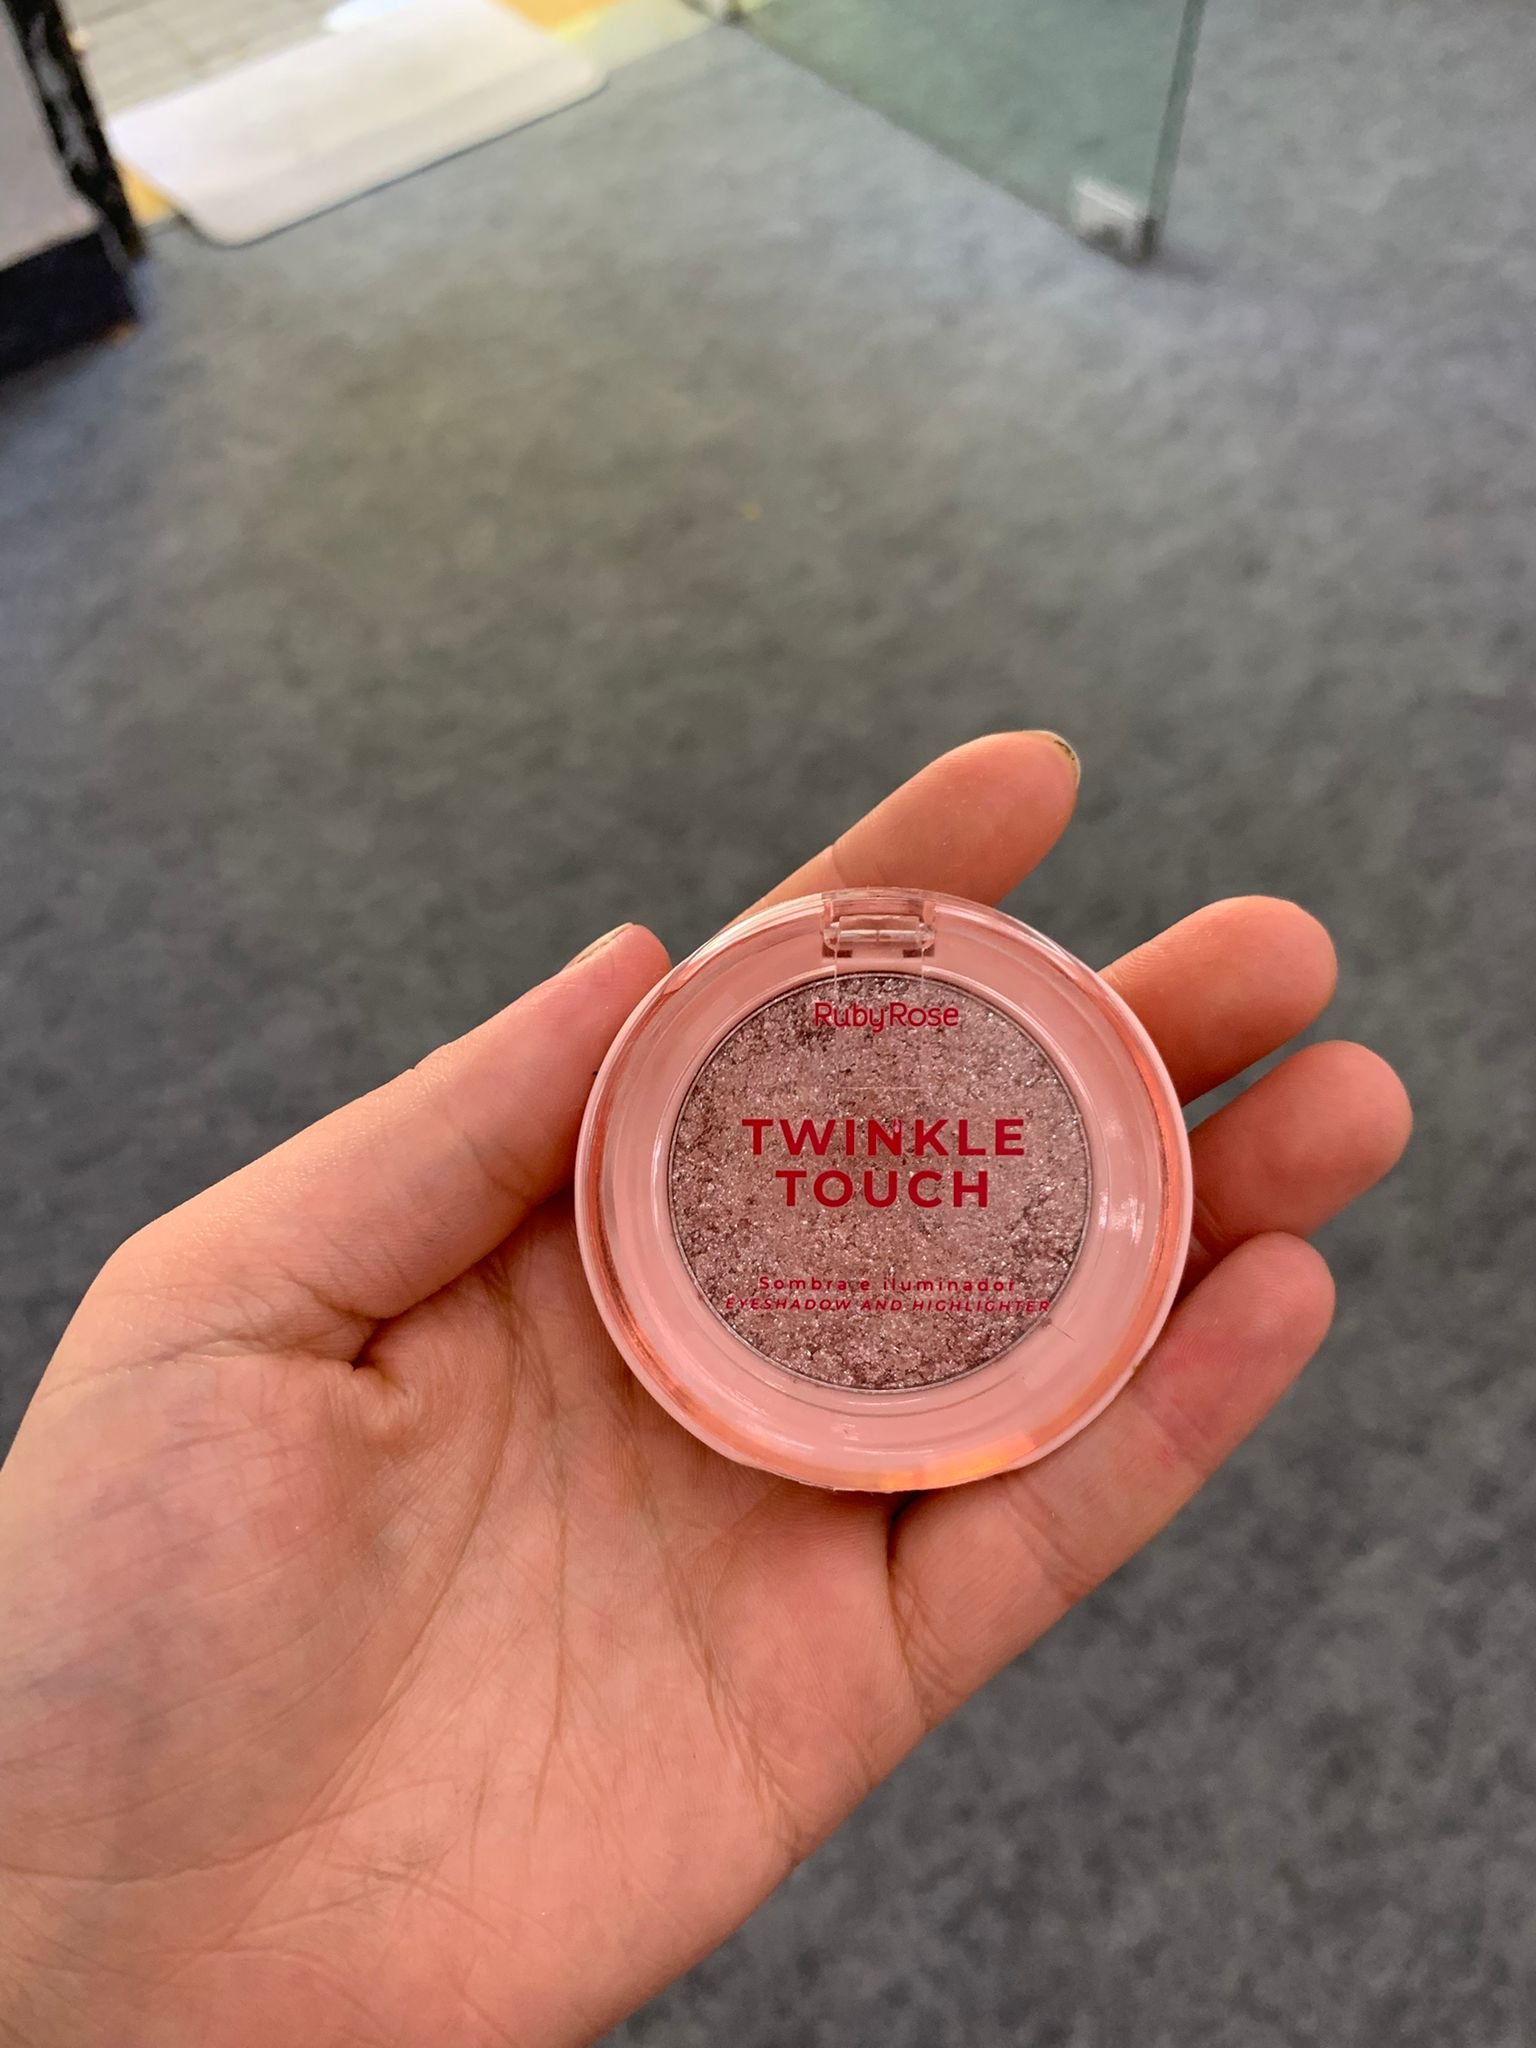 RubyRose
TWINKLE
TOUCH
Sombra e iluminador
EYESHADOW AND HIGHLIGHTER